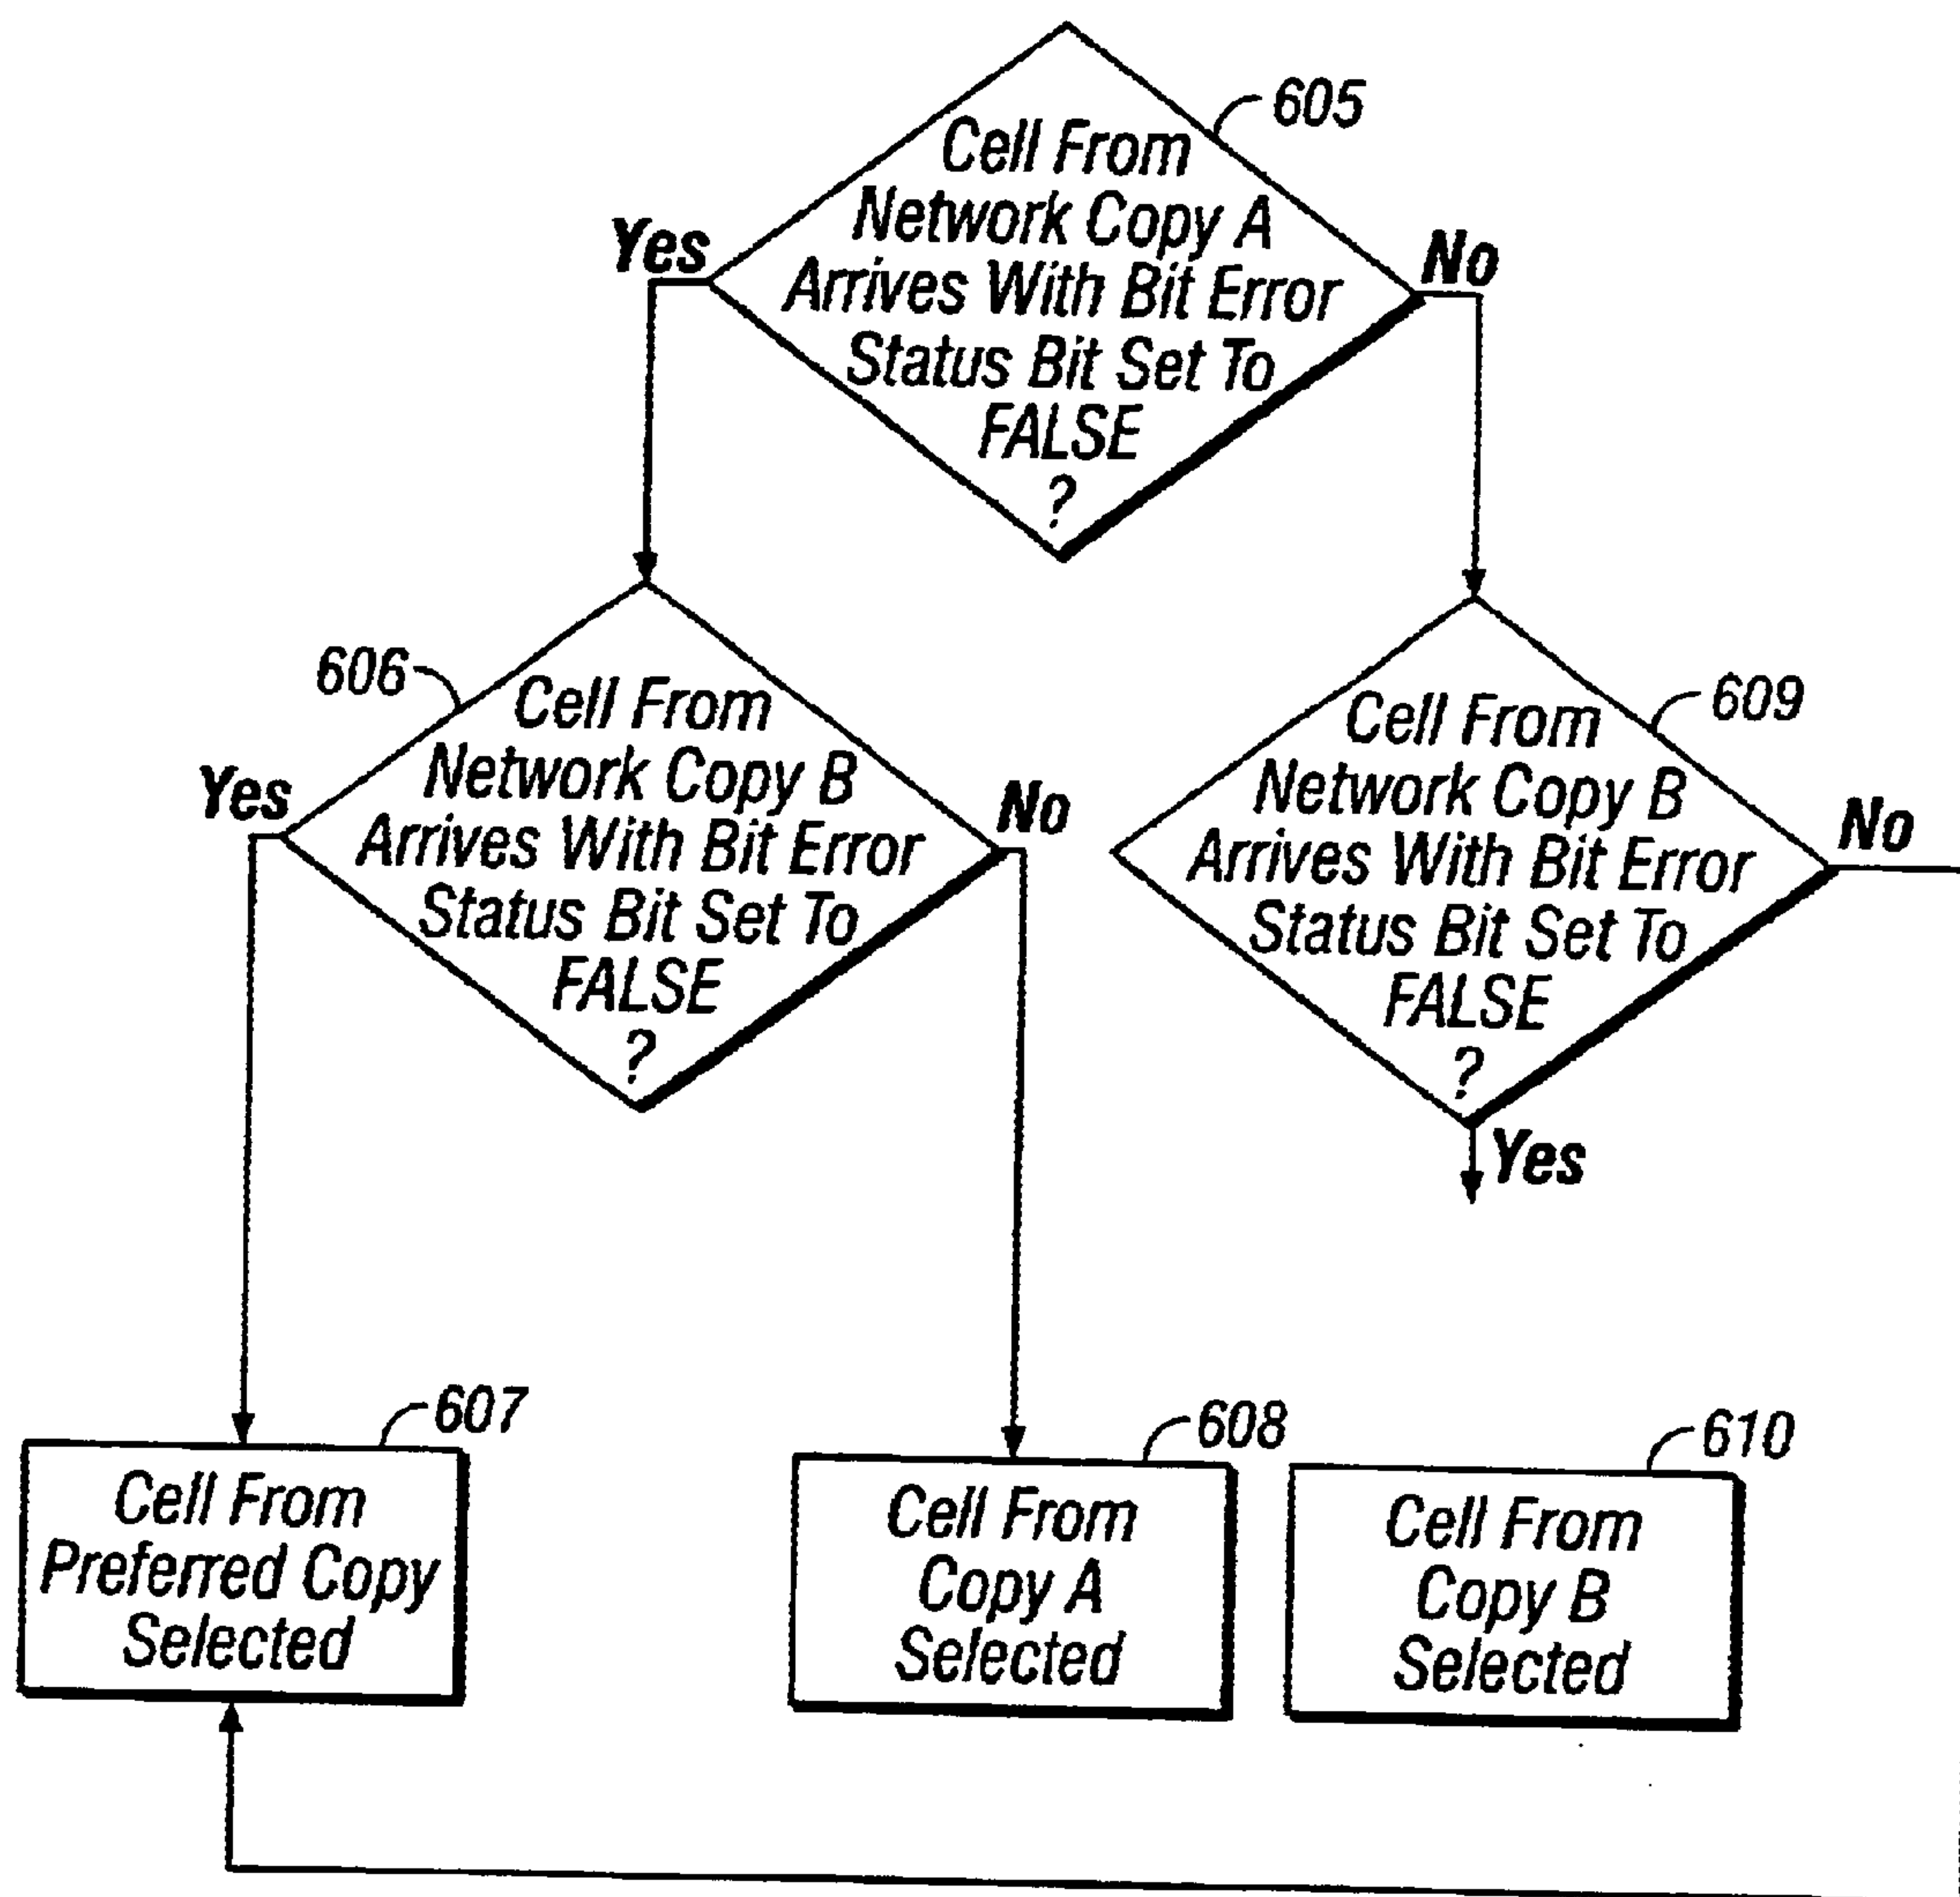 605
Cell From
Network Copy A
Arrives With Bit Error
Status Bit Set To
FALSE
?
Yes
No
606
Cell From
Network Copy B
Arrives With Bit Error
Status Bit Set To
FALSE
?
Yes
No
609
Cell From
Network Copy B
Arrives With Bit Error
Status Bit Set To
FALSE
?
No
Yes
607
Cell From
Preferred Copy
Selected
608
Cell From
Copy A
Selected
610
Cell From
Copy B
Selected